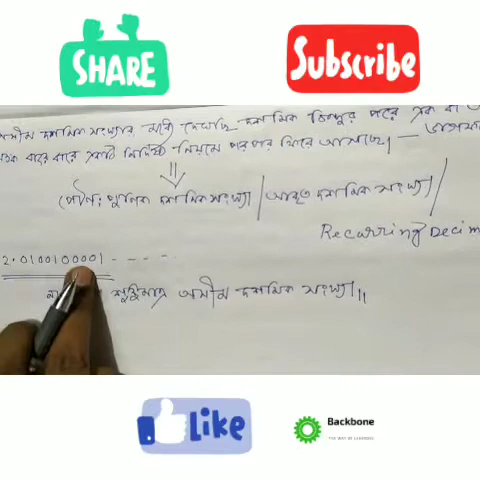 SHARE
Subscribe
অসীম দশমিক সংখ্যার মধ্যে দেখেছি দশমিক বিন্দুর পরে এক বা
বারে বারে একটি নির্দিষ্ট নিয়মে পরপর ফিরে আসছে। —
পৌনঃপুনিক দশমিক সংখ্যা / আবৃত্ত দশমিক সংখ্যা /
Recurring Decim
2.0100100001 - - - -
শুধুমাত্র অসীম দশমিক সংখ্যা।।
Like
Backbone